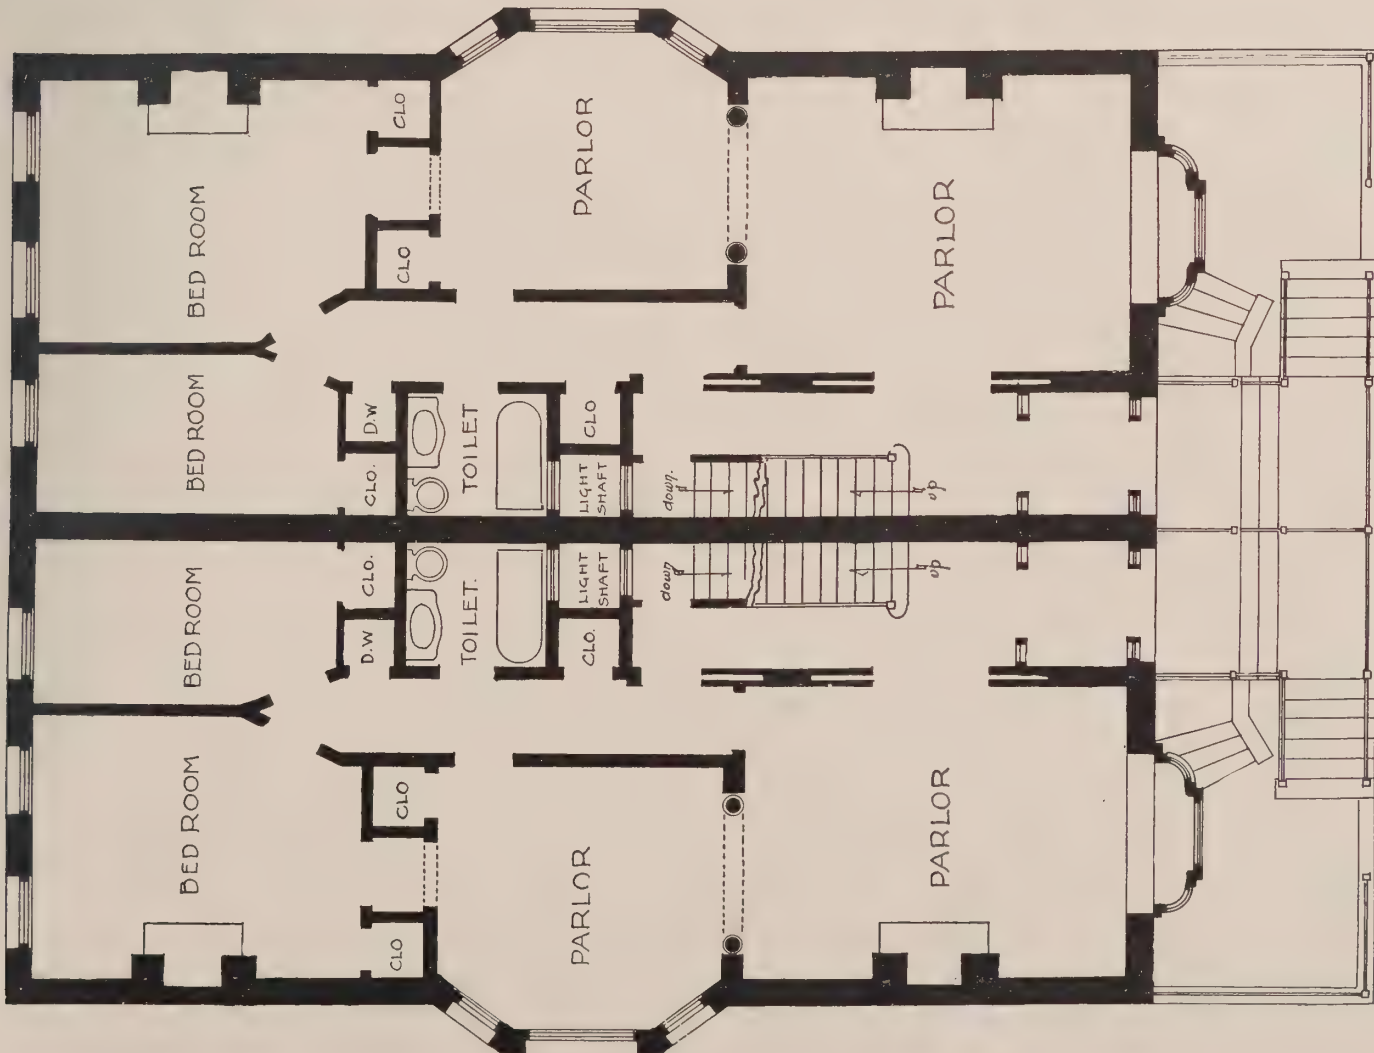 CLO
PARLOR
PARLOR
BED ROOM
CLO
BED ROOM
D.W
CLO.
TOILET
CLO
LIGHT
SHAFT
down.
up
BED ROOM
CLO.
D.W
TOILET.
LIGHT
SHAFT
CLO.
down
up
BED ROOM
CLO
CLO
PARLOR
PARLOR